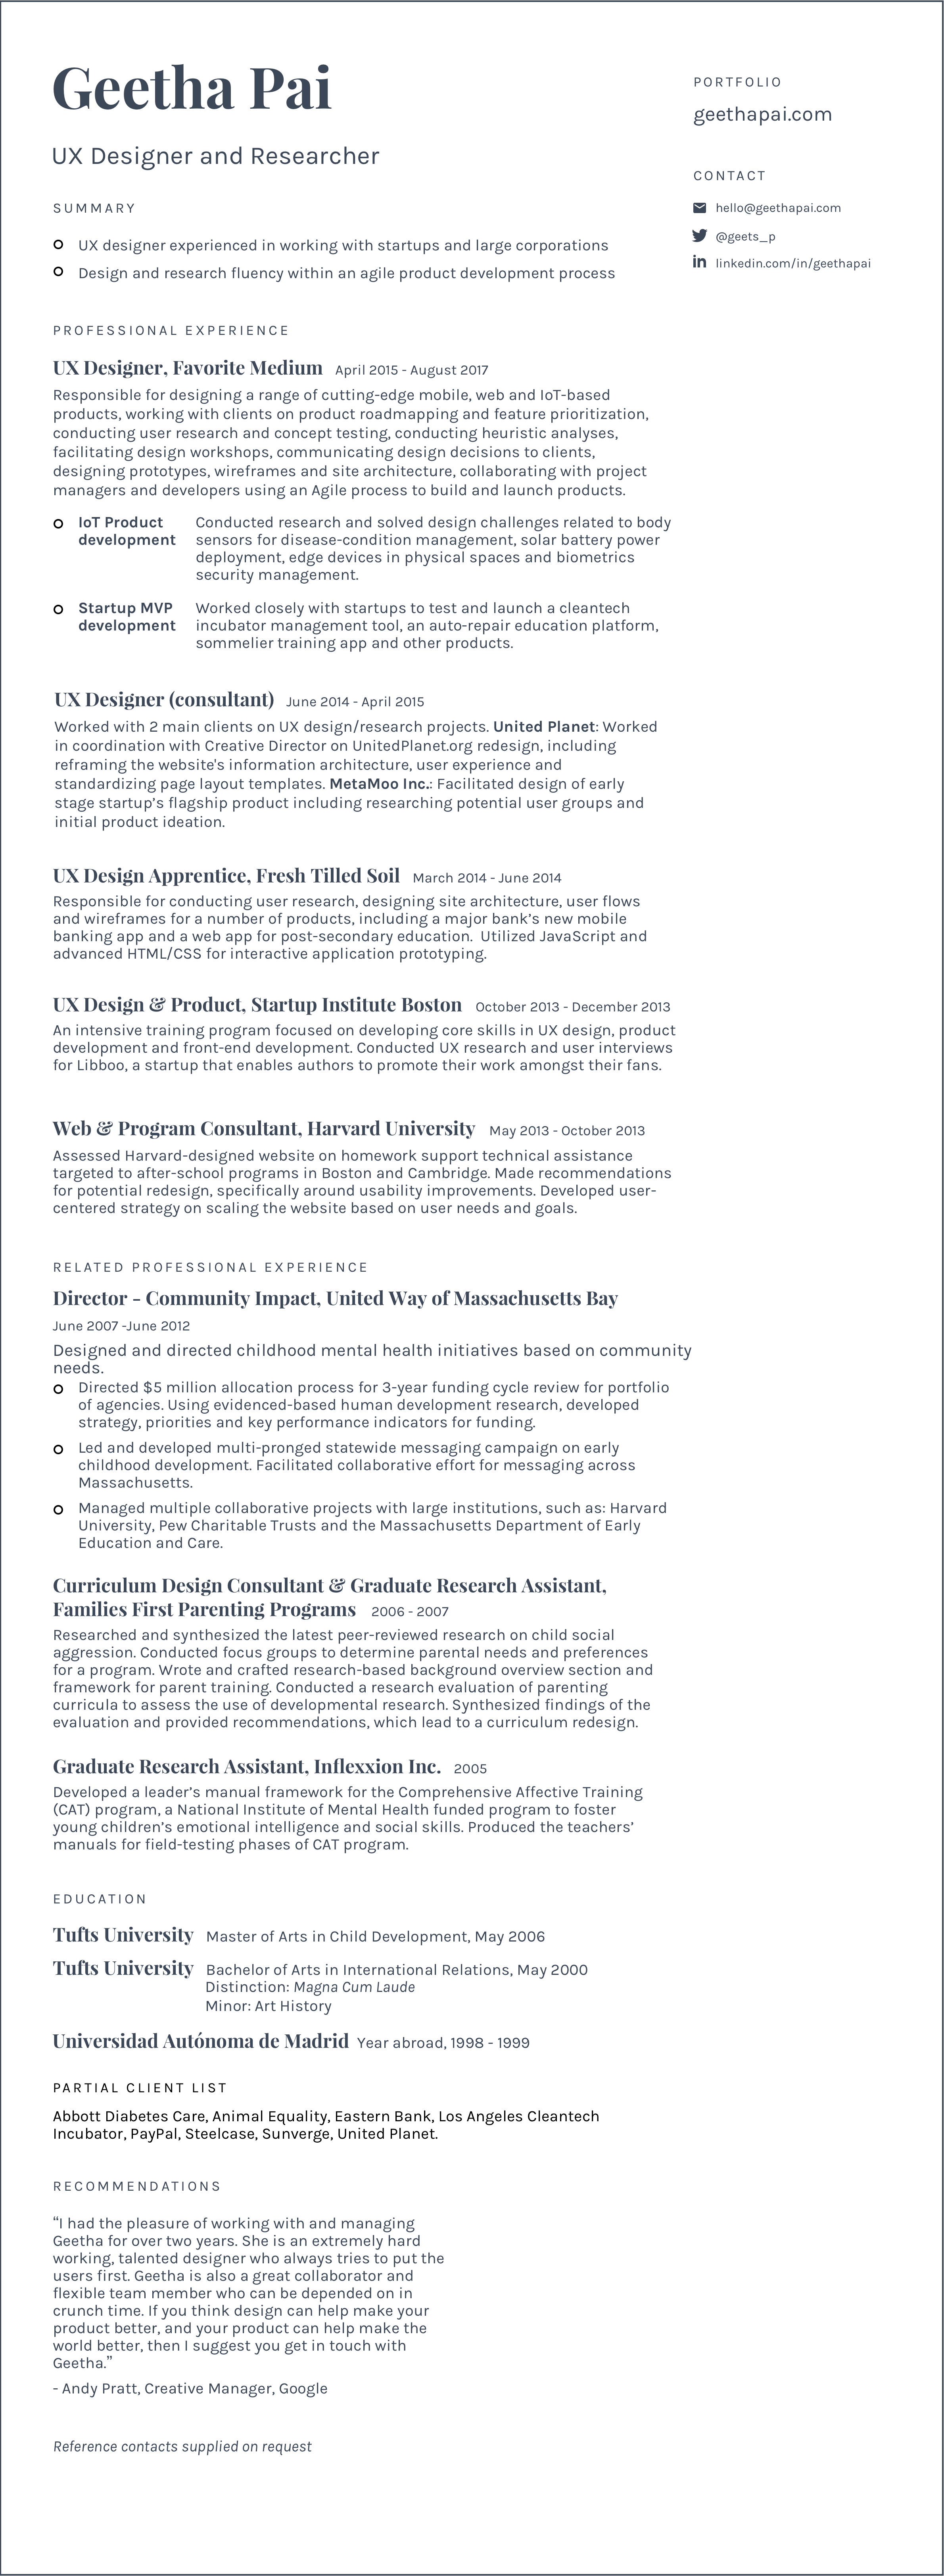 Geetha Pai
UX Designer and Researcher
PORTFOLIO
geethapai.com
CONTACT
hello@geethapai.com
@geets_p
linkedin.com/in/geethapai
SUMMARY
UX designer experienced in working with startups and large corporations
Design and research fluency within an agile product development process
PROFESSIONAL EXPERIENCE
UX Designer, Favorite Medium April 2015 - August 2017
Responsible for designing a range of cutting-edge mobile, web and IoT-based
products, working with clients on product roadmapping and feature prioritization,
conducting user research and concept testing, conducting heuristic analyses,
facilitating design workshops, communicating design decisions to clients,
designing prototypes, wireframes and site architecture, collaborating with project
managers and developers using an Agile process to build and launch products.
IoT Product
development
Conducted research and solved design challenges related to body
sensors for disease-condition management, solar battery power
deployment, edge devices in physical spaces and biometrics
security management.
Startup MVP
development
Worked closely with startups to test and launch a cleantech
incubator management tool, an auto-repair education platform,
sommelier training app and other products.
UX Designer (consultant) June 2014 - April 2015
Worked with 2 main clients on UX design/research projects. United Planet: Worked
in coordination with Creative Director on UnitedPlanet.org redesign, including
reframing the website's information architecture, user experience and
standardizing page layout templates. MetaMoo Inc.: Facilitated design of early
stage startup’s flagship product including researching potential user groups and
initial product ideation.
UX Design Apprentice, Fresh Tilled Soil March 2014 - June 2014
Responsible for conducting user research, designing site architecture, user flows
and wireframes for a number of products, including a major bank’s new mobile
banking app and a web app for post-secondary education. Utilized JavaScript and
advanced HTML/CSS for interactive application prototyping.
UX Design & Product, Startup Institute Boston October 2013 - December 2013
An intensive training program focused on developing core skills in UX design, product
development and front-end development. Conducted UX research and user interviews
for Libboo, a startup that enables authors to promote their work amongst their fans.
Web & Program Consultant, Harvard University May 2013 - October 2013
Assessed Harvard-designed website on homework support technical assistance
targeted to after-school programs in Boston and Cambridge. Made recommendations
for potential redesign, specifically around usability improvements. Developed user-
centered strategy on scaling the website based on user needs and goals.
RELATED PROFESSIONAL EXPERIENCE
Director - Community Impact, United Way of Massachusetts Bay
June 2007 -June 2012
Designed and directed childhood mental health initiatives based on community
needs.
Directed $5 million allocation process for 3-year funding cycle review for portfolio
of agencies. Using evidenced-based human development research, developed
strategy, priorities and key performance indicators for funding.
Led and developed multi-pronged statewide messaging campaign on early
childhood development. Facilitated collaborative effort for messaging across
Massachusetts.
Managed multiple collaborative projects with large institutions, such as: Harvard
University, Pew Charitable Trusts and the Massachusetts Department of Early
Education and Care.
Curriculum Design Consultant & Graduate Research Assistant,
Families First Parenting Programs 2006 - 2007
Researched and synthesized the latest peer-reviewed research on child social
aggression. Conducted focus groups to determine parental needs and preferences
for a program. Wrote and crafted research-based background overview section and
framework for parent training. Conducted a research evaluation of parenting
curricula to assess the use of developmental research. Synthesized findings of the
evaluation and provided recommendations, which lead to a curriculum redesign.
Graduate Research Assistant, Inflexxion Inc. 2005
Developed a leader’s manual framework for the Comprehensive Affective Training
(CAT) program, a National Institute of Mental Health funded program to foster
young children’s emotional intelligence and social skills. Produced the teachers’
manuals for field-testing phases of CAT program.
EDUCATION
Tufts University Master of Arts in Child Development, May 2006
Tufts University Bachelor of Arts in International Relations, May 2000
Distinction: Magna Cum Laude
Minor: Art History
Universidad Autónoma de Madrid Year abroad, 1998 - 1999
PARTIAL CLIENT LIST
Abbott Diabetes Care, Animal Equality, Eastern Bank, Los Angeles Cleantech
Incubator, PayPal, Steelcase, Sunverge, United Planet.
RECOMMENDATIONS
“I had the pleasure of working with and managing
Geetha for over two years. She is an extremely hard
working, talented designer who always tries to put the
users first. Geetha is also a great collaborator and
flexible team member who can be depended on in
crunch time. If you think design can help make your
product better, and your product can help make the
world better, then I suggest you get in touch with
Geetha.”
- Andy Pratt, Creative Manager, Google
Reference contacts supplied on request